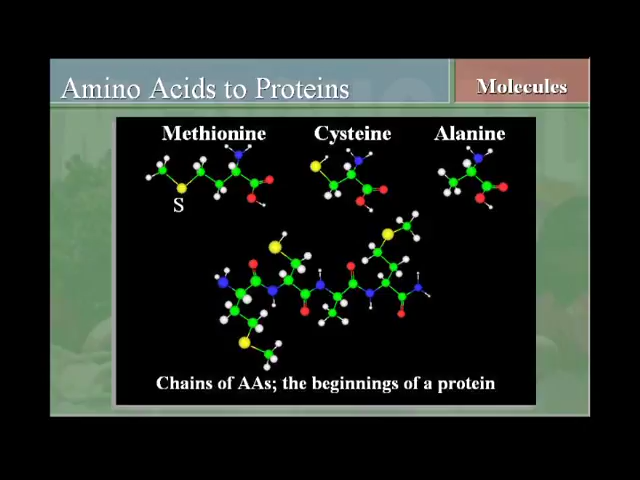 Amino Acids to Proteins
Molecules
Methionine Cysteine Alanine
S
Chains of AAs; the beginnings of a protein